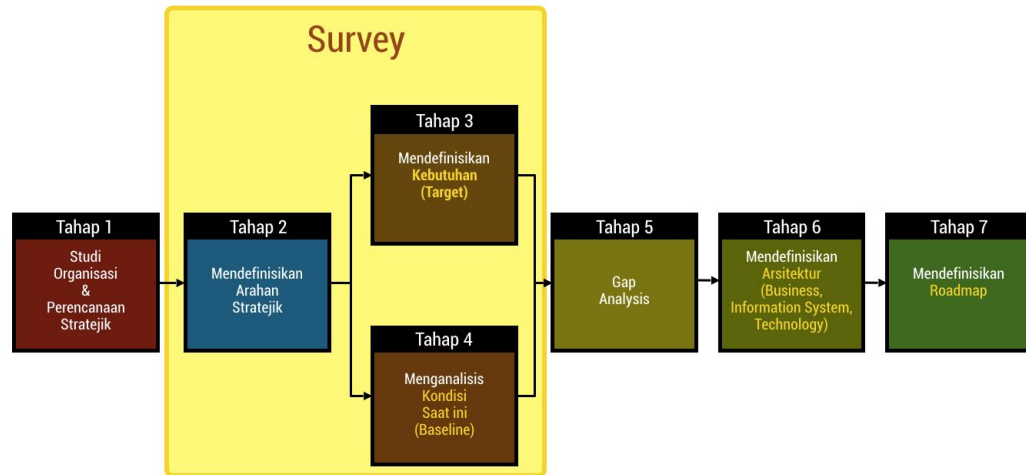 Survey
Tahap 1
Studi
Organisasi
&
Perencanaan
Stratejik
Tahap 2
Mendefinisikan
Arahan
Stratejik
Tahap 3
Mendefinisikan
Kebutuhan
(Target)
Tahap 4
Menganalisis
Kondisi
Saat ini
(Baseline)
Tahap 5
Gap
Analysis
Tahap 6
Mendefinisikan
Arsitektur
(Business,
Information System,
Technology)
Tahap 7
Mendefinisikan
Roadmap